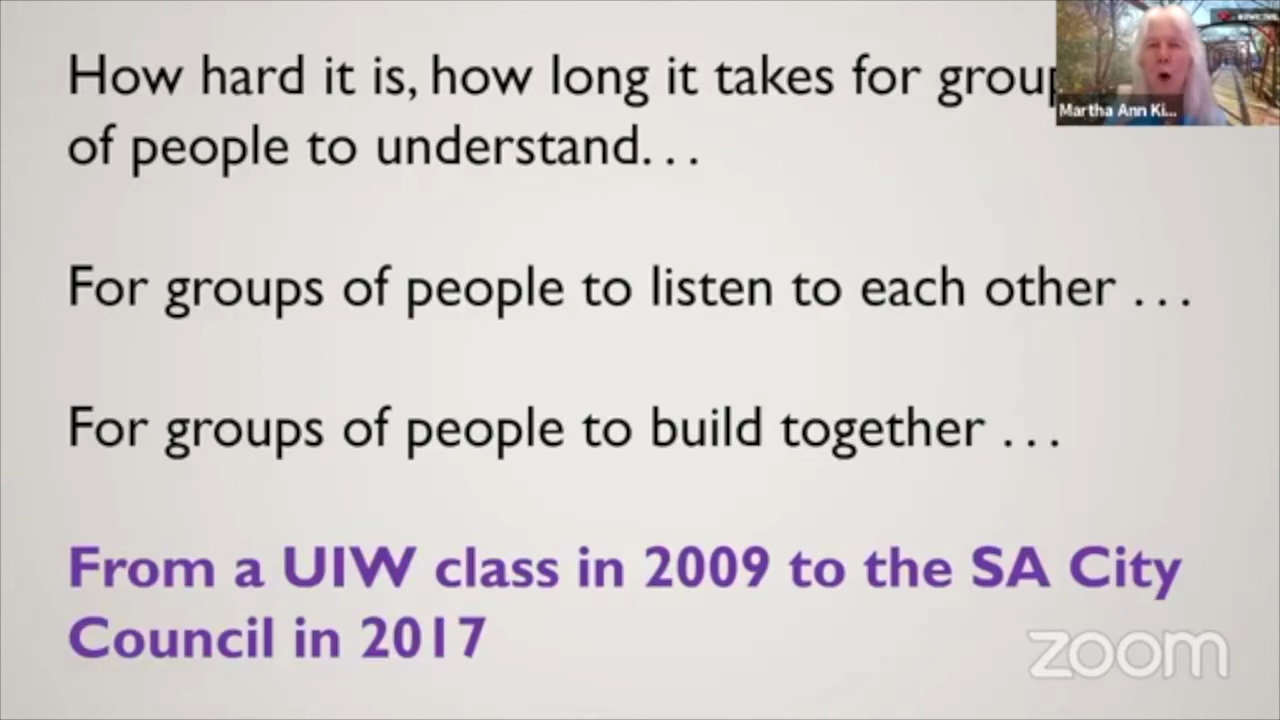 How hard it is, how long it takes for group
of people to understand. . .
For groups of people to listen to each other . . .
For groups of people to build together . . .
From a UIW class in 2009 to the SA City
Council in 2017
Martha Ann Ki...
zoom